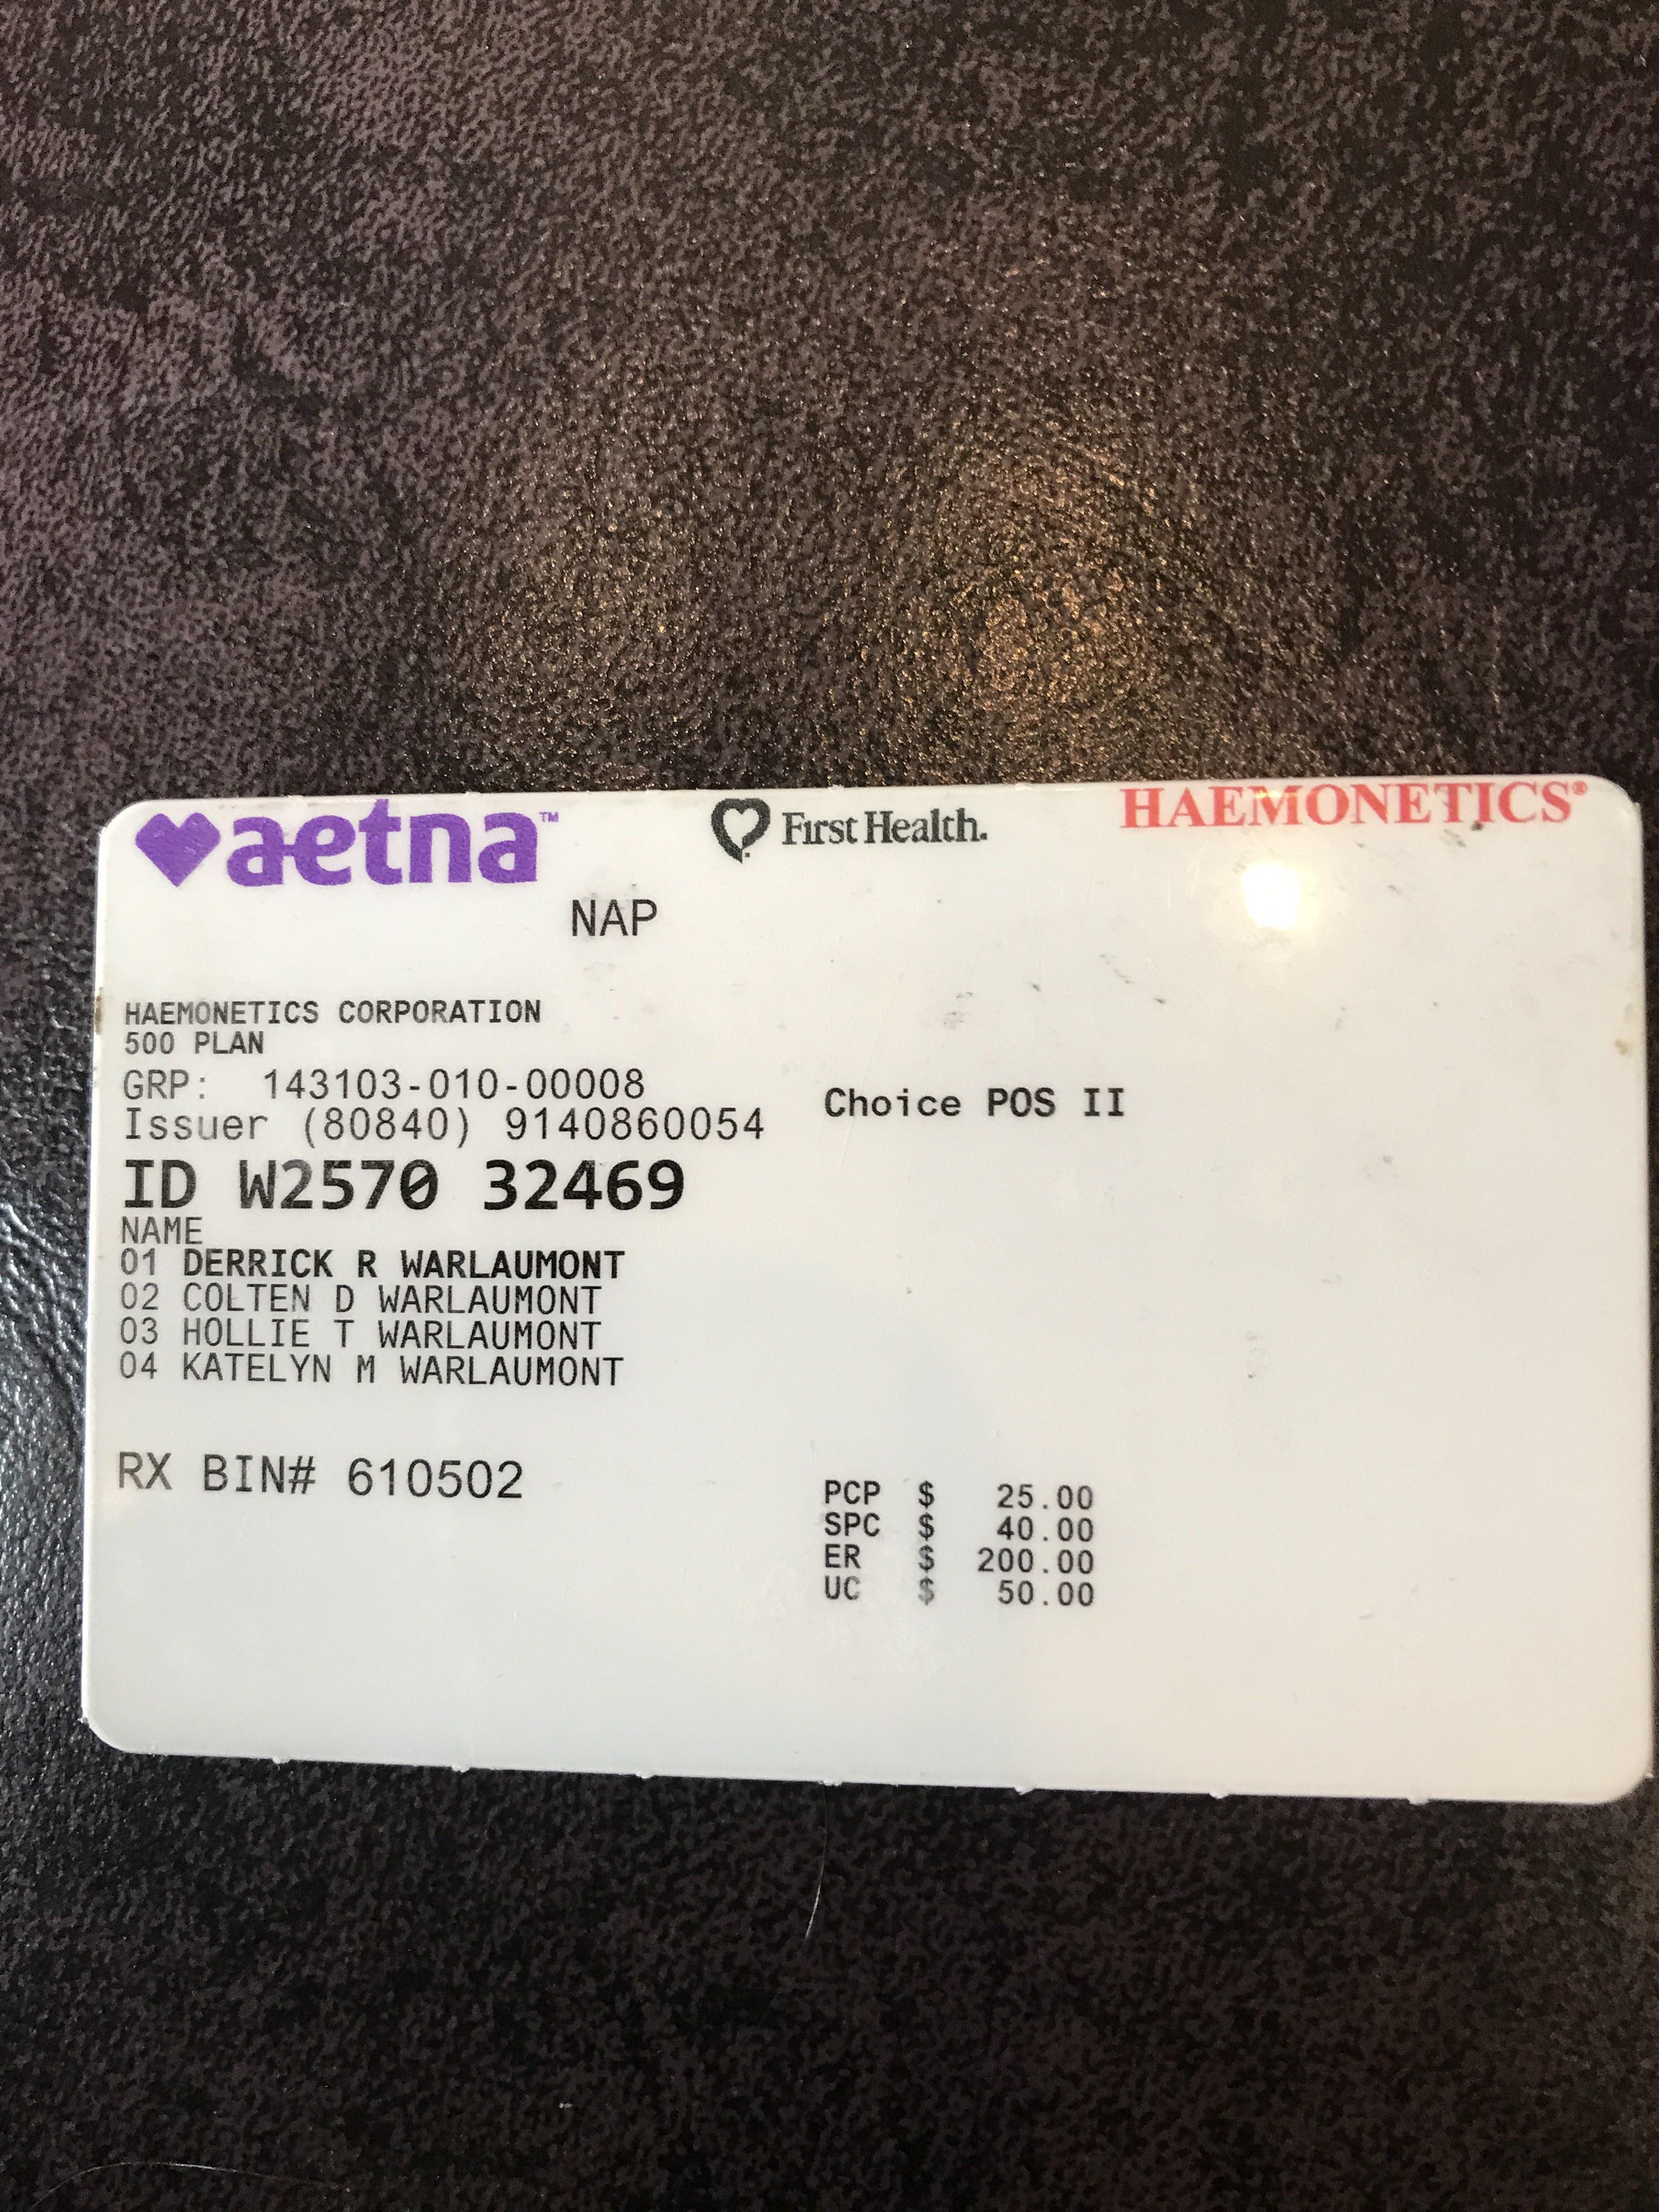 aetna™
First Health.
HAEMONETICS®
NAP
HAEMONETICS CORPORATION
500 PLAN
GRP: 143103-010-00008
Issuer (80840) 9140860054
Choice POS II
ID W2570 32469
NAME
01 DERRICK R WARLAUMONT
02 COLTEN D WARLAUMONT
03 HOLLIE T WARLAUMONT
04 KATELYN M WARLAUMONT
RX BIN# 610502
PCP $ 25.00
SPC $ 40.00
ER $ 200.00
UC $ 50.00